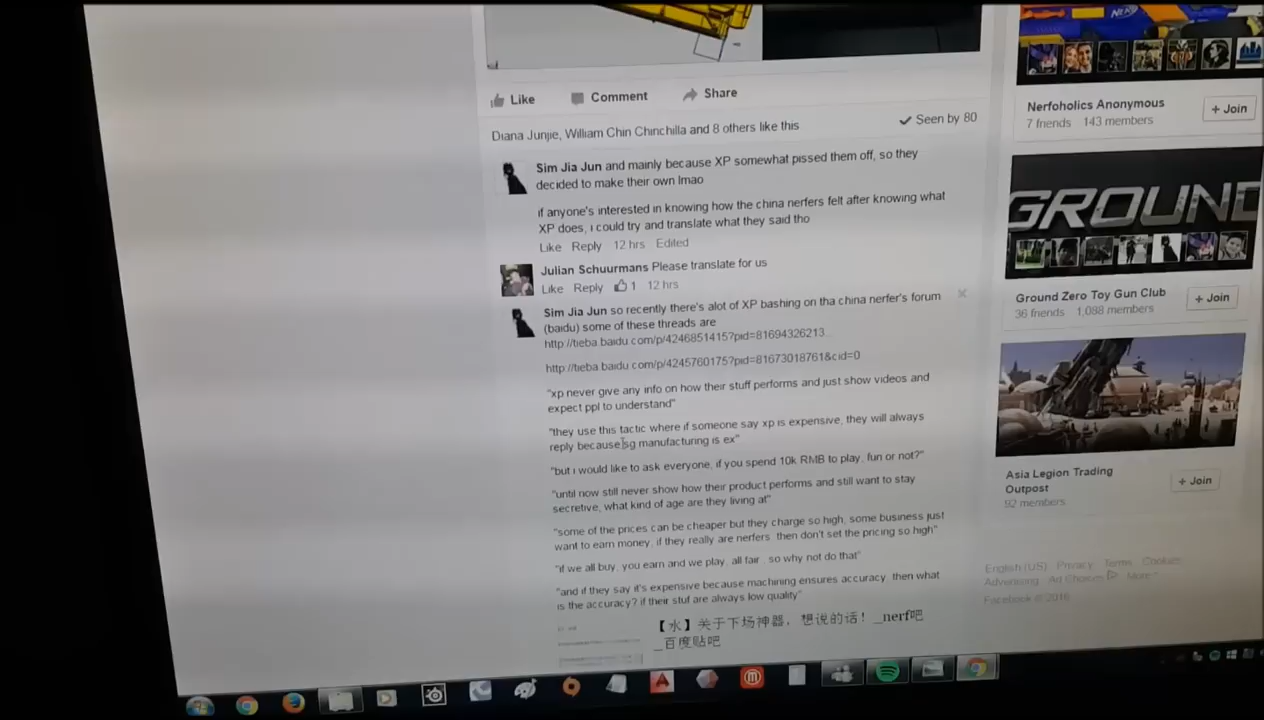 NERF
Like Comment Share
Diana Junjie, William Chin Chinchilla and 8 others like this
Seen by 80
Sim Jia Jun and mainly because XP somewhat pissed them off, so they
decided to make their own lmao
if anyone's interested in knowing how the china nerfers felt after knowing what
XP does, i could try and translate what they said tho
Like Reply 12 hrs Edited
Julian Schuurmans Please translate for us
Like Reply 1 12 hrs
Sim Jia Jun so recently there's alot of XP bashing on tha china nerfer's forum
(baidu) some of these threads are
http://tieba.baidu.com/p/4246851415?pid=81694326213...
http://tieba.baidu.com/p/4245760175?pid=81673018761&cid=0
"xp never give any info on how their stuff performs and just show videos and
expect ppl to understand"
"they use this tactic where if someone say xp is expensive, they will always
reply because sg manufacturing is ex"
"but i would like to ask everyone, if you spend 10k RMB to play, fun or not?"
"until now still never show how their product performs and still want to stay
secretive, what kind of age are they living at"
"some of the prices can be cheaper but they charge so high, some business just
want to earn money, if they really are nerfers, then don't set the pricing so high"
"if we all buy, you earn and we play, all fair, so why not do that"
"and if they say it's expensive because machining ensures accuracy, then what
is the accuracy? if their stuf are always low quality"
【水】关于下场神器，想说的话！_nerf吧
_百度贴吧
Nerfoholics Anonymous
7 friends 143 members
+ Join
GROUND
Ground Zero Toy Gun Club
36 friends 1,088 members
+ Join
Asia Legion Trading
Outpost
92 members
+ Join
English (US) Privacy Terms Cookies
Advertising Ad Choices More
Facebook © 2016